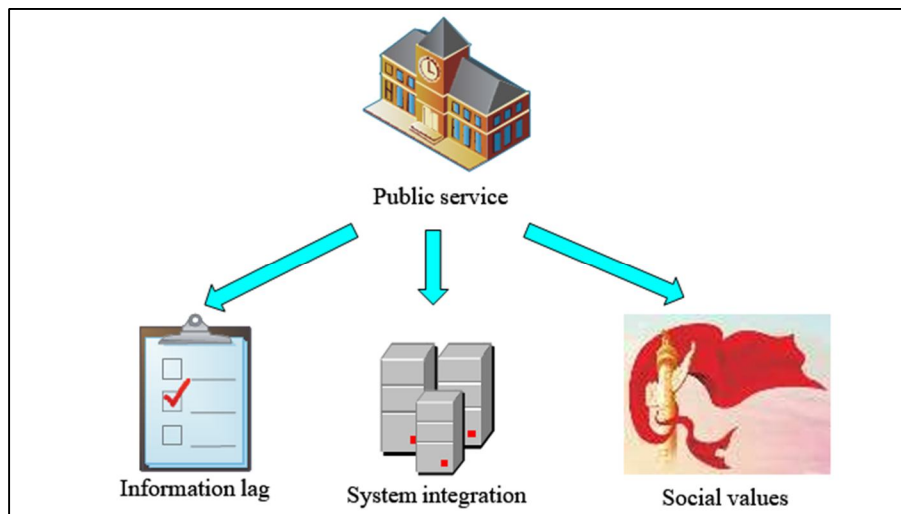 Public service
Information lag
System integration
Social values